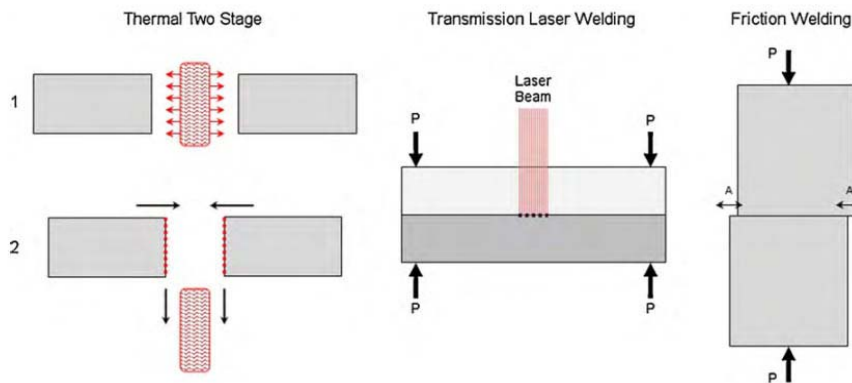 Thermal Two Stage
Transmission Laser Welding
Friction Welding
1
2
Laser
Beam
P
P
P
P
P
A
A
P